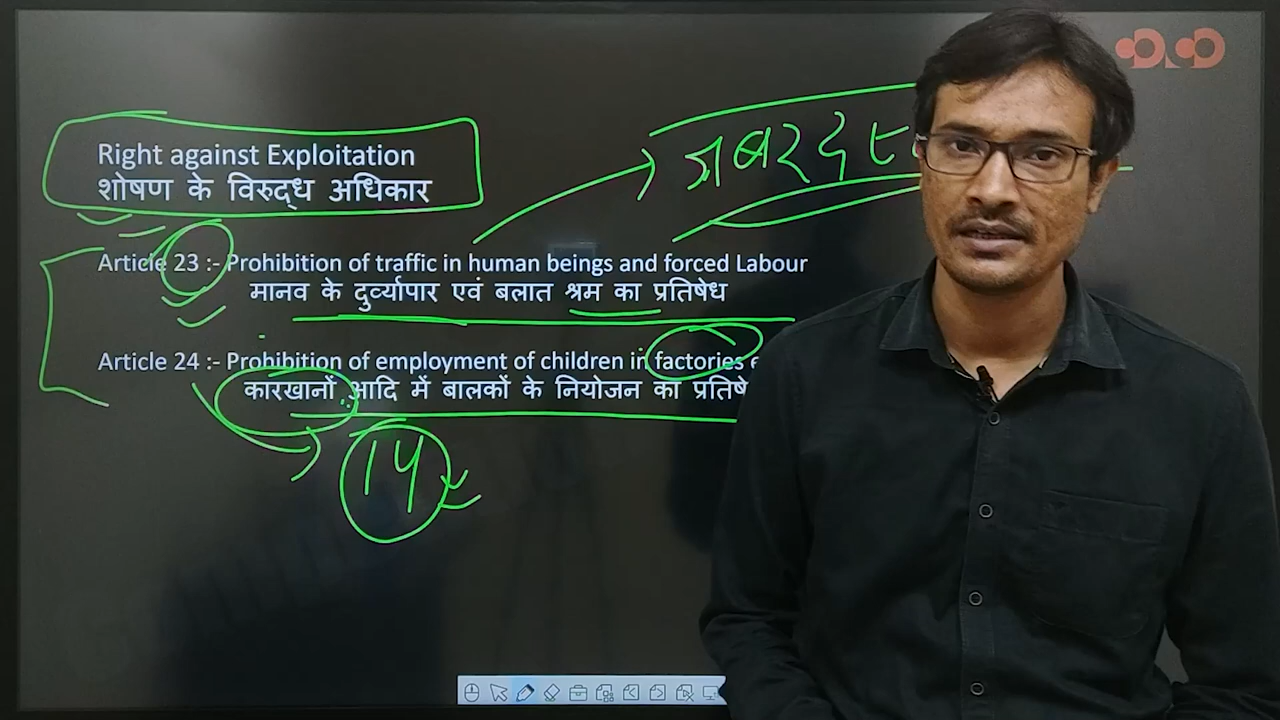 Right against Exploitation
शोषण के विरुद्ध अधिकार
जबरद
Article 23 :- Prohibition of traffic in human beings and forced Labour
मानव के दुर्व्यापार एवं बलात श्रम का प्रतिषेध
Article 24 :- Prohibition of employment of children in factories
कारखानों आदि में बालकों के नियोजन का
14